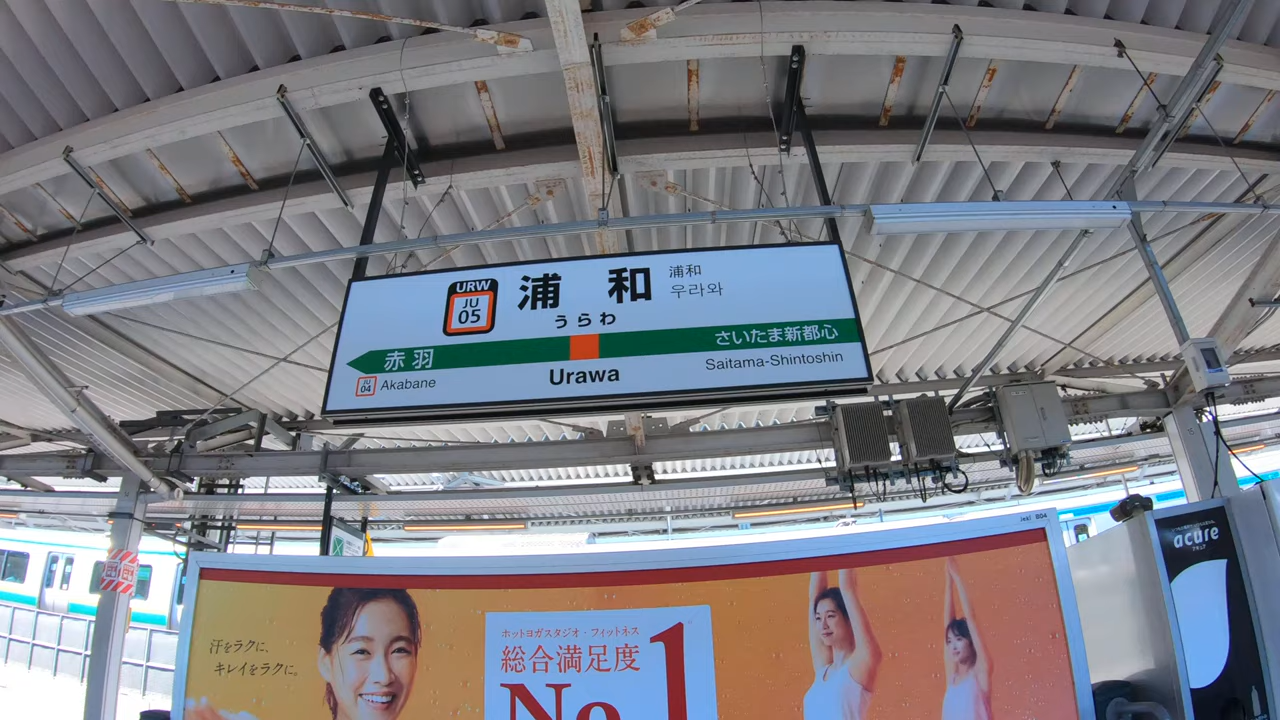 URW
JU
05
浦和
浦和
우라와
うらわ
赤羽
さいたま新都心
JU
04
Akabane
Urawa
Saitama-Shintoshin
jeki 004
acure
汗をラクに、
キレイをラクに。
ホットヨガスタジオ・フィットネス
総合満足度
No.1